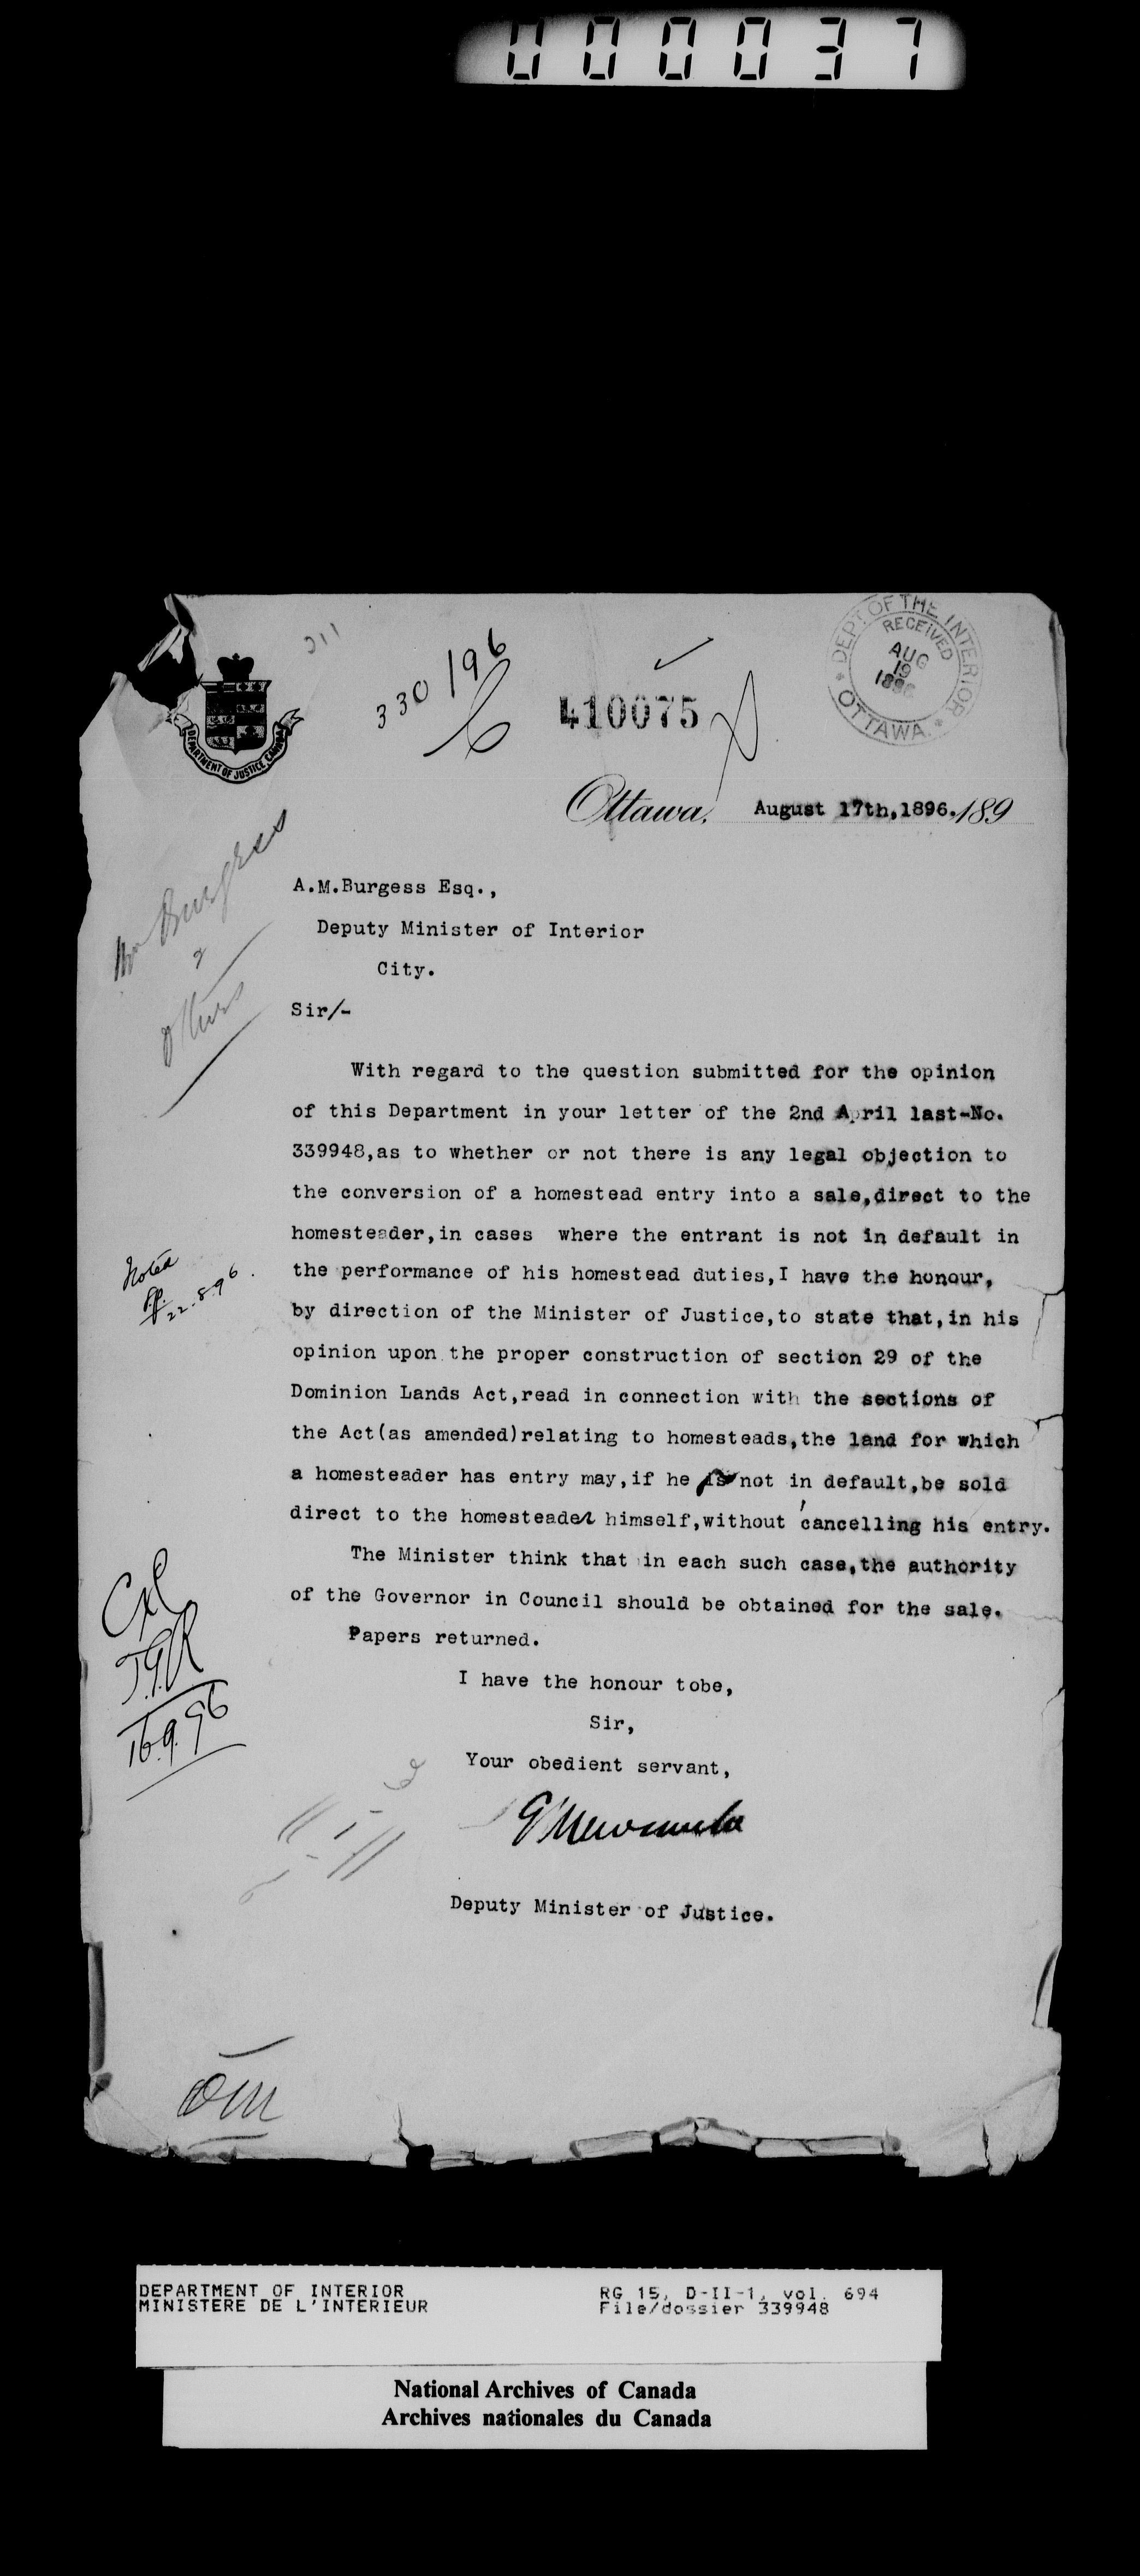 000037
211
330196
410075
DEPT. OF THE INTERIOR
RECEIVED
AUG
19
1896
OTTAWA
DEPARTMENT OF JUSTICE CANADA
Ottawa, August 17th,1896.189
Mr Burgess
&
others
A.M.Burgess Esq.,
Deputy Minister of Interior
City.
Sir/-
With regard to the question submitted for the opinion
of this Department in your letter of the 2nd April last-No.
339948,as to whether or not there is any legal objection to
the conversion of a homestead entry into a sale,direct to the
homesteader,in cases where the entrant is not in default in
the performance of his homestead duties,I have the honour,
by direction of the Minister of Justice,to state that,in his
opinion upon the proper construction of section 29 of the
Dominion Lands Act,read in connection with the sections of
the Act(as amended)relating to homesteads,the land for which
a homesteader has entry may,if he is not in default,be sold
direct to the homesteader himself,without cancelling his entry.
The Minister think that in each such case,the authority
of the Governor in Council should be obtained for the sale.
Papers returned.
I have the honour tobe,
Sir,
Your obedient servant,
Deputy Minister of Justice.
Noted
22.8.96.
16.9.96
DEPARTMENT OF INTERIOR
MINISTERE DE L'INTERIEUR
RG 15, D-II-1, vol. 694
File/dossier 339948
National Archives of Canada
Archives nationales du Canada